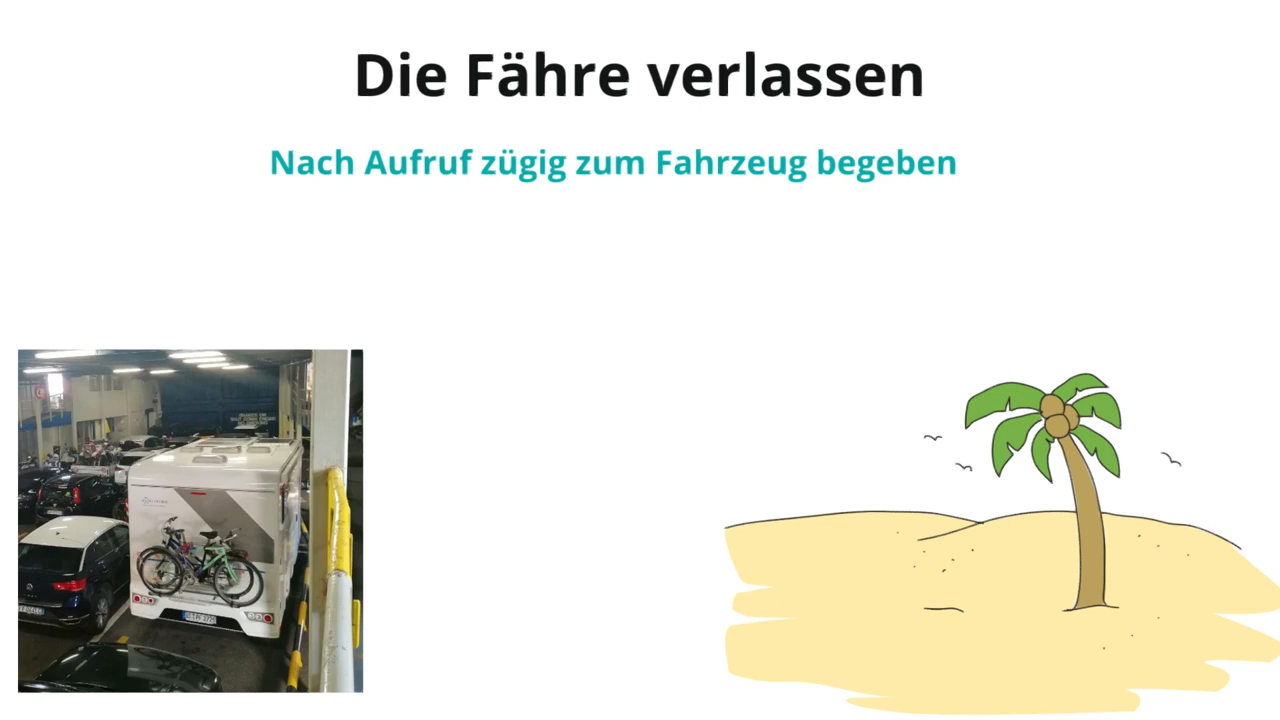 Die Fähre verlassen
Nach Aufruf zügig zum Fahrzeug begeben